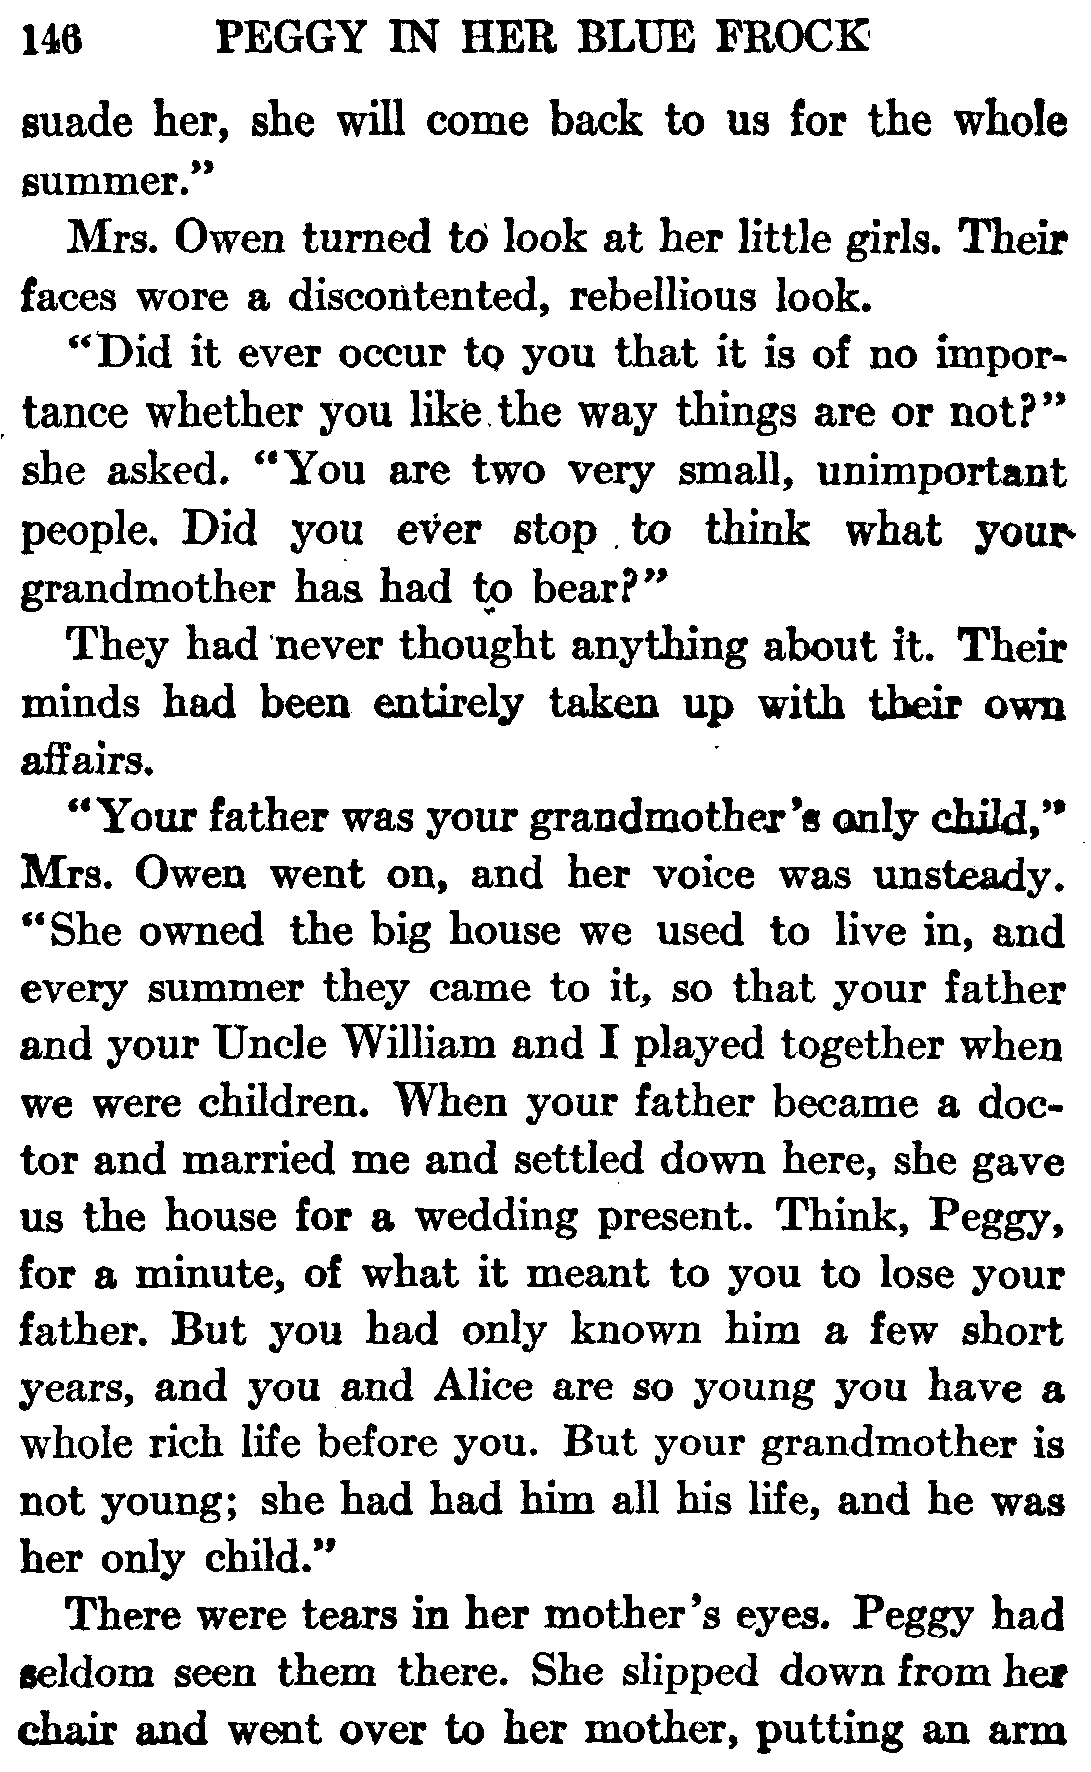 146 PEGGY IN HER BLUE FROCK
suade her, she will come back to us for the whole
summer."
Mrs. Owen turned to look at her little girls. Their
faces wore a discontented, rebellious look.
"Did it ever occur to you that it is of no impor-
tance whether you like the way things are or not?"
she asked. "You are two very small, unimportant
people. Did you ever stop to think what your
grandmother has had to bear?"
They had never thought anything about it. Their
minds had been entirely taken up with their own
affairs.
"Your father was your grandmother's only child,"
Mrs. Owen went on, and her voice was unsteady.
"She owned the big house we used to live in, and
every summer they came to it, so that your father
and your Uncle William and I played together when
we were children. When your father became a doc-
tor and married me and settled down here, she gave
us the house for a wedding present. Think, Peggy,
for a minute, of what it meant to you to lose your
father. But you had only known him a few short
years, and you and Alice are so young you have a
whole rich life before you. But your grandmother is
not young; she had had him all his life, and he was
her only child."
There were tears in her mother's eyes. Peggy had
seldom seen them there. She slipped down from her
chair and went over to her mother, putting an arm